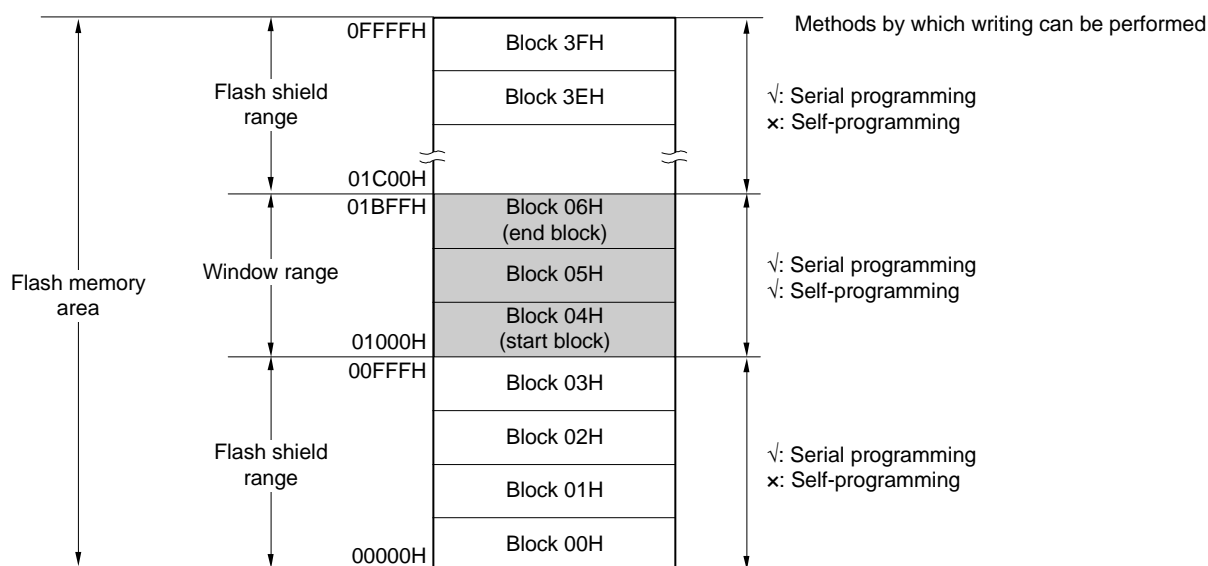 Methods by which writing can be performed
0FFFFH
Block 3FH
Flash shield
range
Block 3EH
√: Serial programming
×: Self-programming
01C00H
01BFFH
Block 06H
(end block)
Flash memory
area
Window range
Block 05H
√: Serial programming
√: Self-programming
Block 04H
(start block)
01000H
00FFFH
Block 03H
Block 02H
Flash shield
range
√: Serial programming
×: Self-programming
Block 01H
Block 00H
00000H